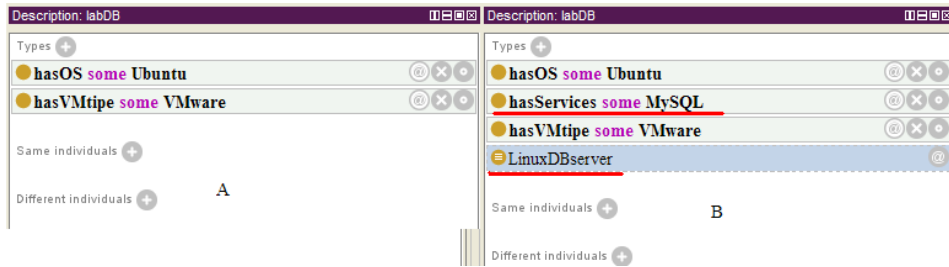 Description: labDB
Types
hasOS some Ubuntu
hasVMtipe some VMware
Same individuals
Different individuals
A
Description: labDB
Types
hasOS some Ubuntu
hasServices some MySQL
hasVMtipe some VMware
LinuxDBserver
Same individuals
B
Different individuals